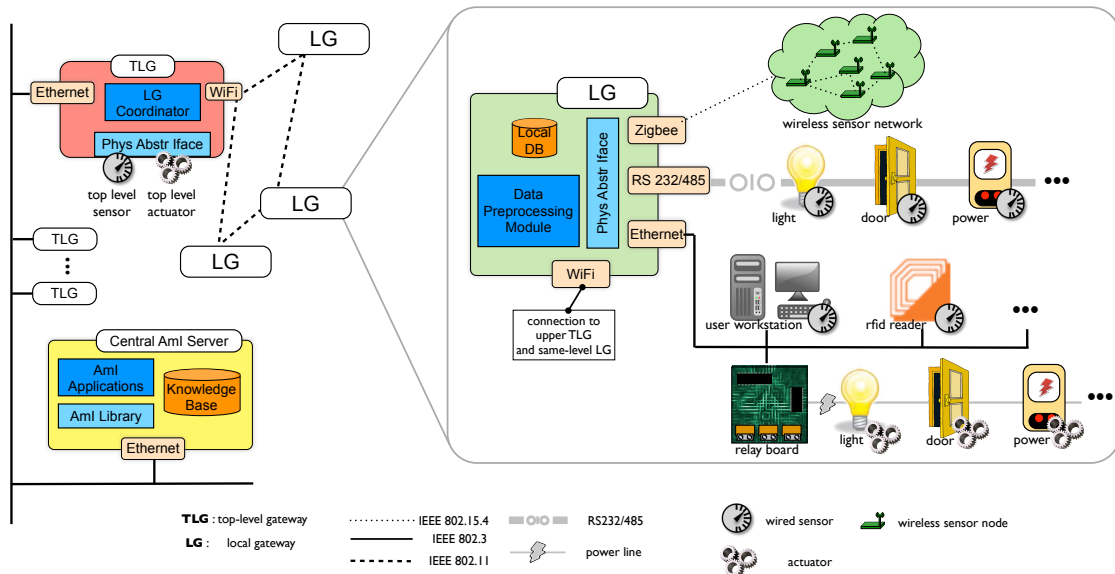 LG
TLG
Ethernet
WiFi
LG
Coordinator
Phys Abstr Iface
top level
sensor
top level
actuator
LG
LG
TLG
TLG
Central AmI Server
AmI
Applications
AmI Library
Knowledge
Base
Ethernet
LG
Local
DB
Data
Preprocessing
Module
Phys Abstr Iface
Zigbee
RS 232/485
Ethernet
WiFi
connection to
upper TLG
and same-level LG
wireless sensor network
light
door
power
user workstation
rfid reader
relay board
light
door
power
TLG : top-level gateway
LG : local gateway
IEEE 802.15.4
IEEE 802.3
IEEE 802.11
RS232/485
power line
wired sensor
actuator
wireless sensor node